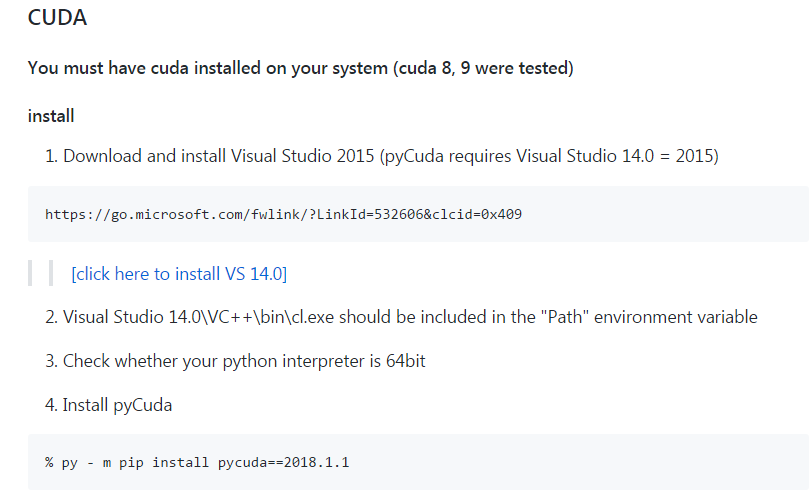 CUDA
You must have cuda installed on your system (cuda 8, 9 were tested)
install
1. Download and install Visual Studio 2015 (pyCuda requires Visual Studio 14.0 = 2015)
https://go.microsoft.com/fwlink/?LinkId=532606&clcid=0x409
[click here to install VS 14.0]
2. Visual Studio 14.0\VC++\bin\cl.exe should be included in the "Path" environment variable
3. Check whether your python interpreter is 64bit
4. Install pyCuda
% py - m pip install pycuda==2018.1.1